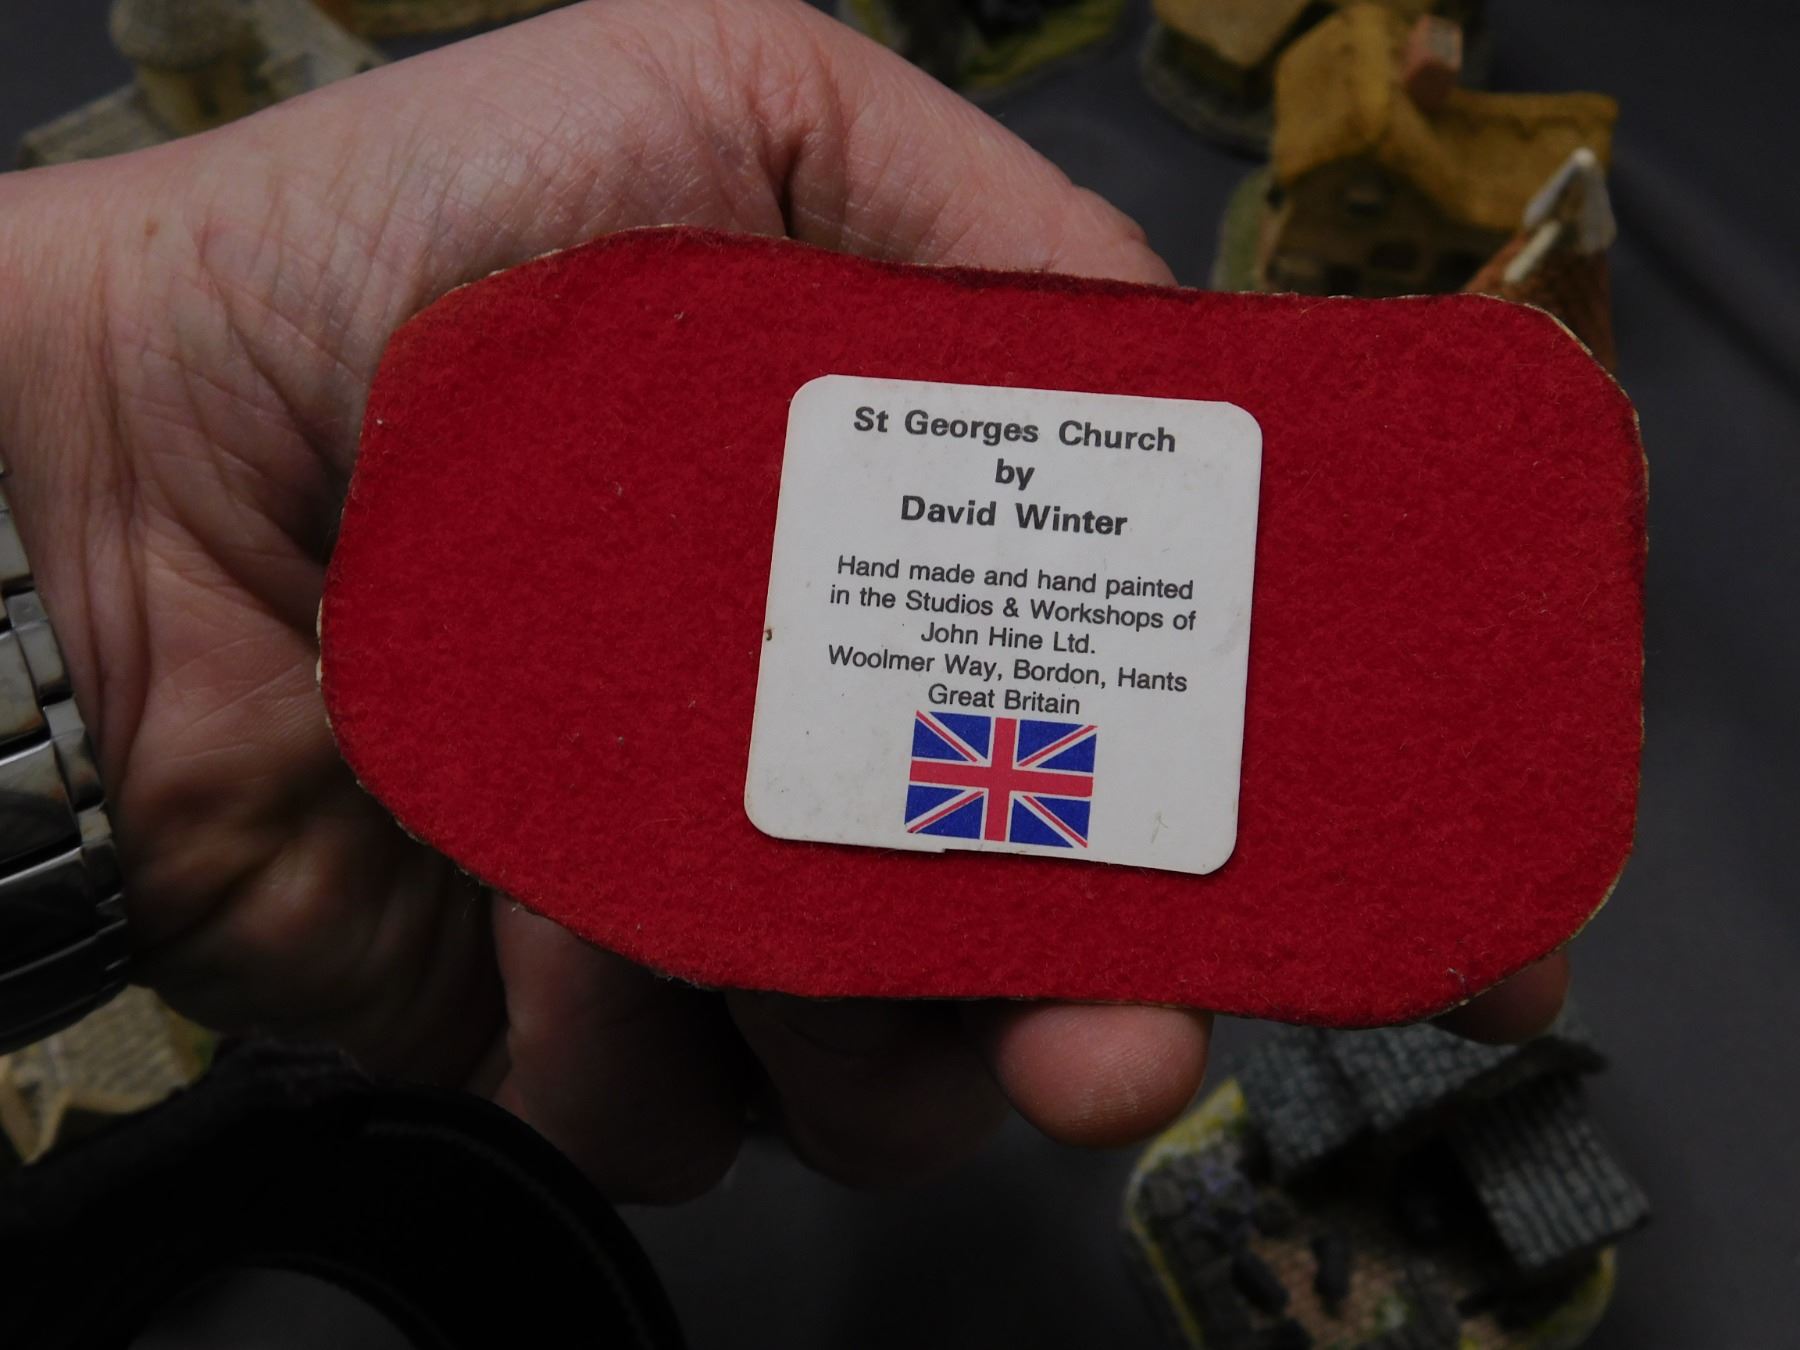 St Georges Church
by
David Winter
Hand made and hand painted
in the Studios & Workshops of
John Hine Ltd.
Woolmer Way, Bordon, Hants
Great Britain